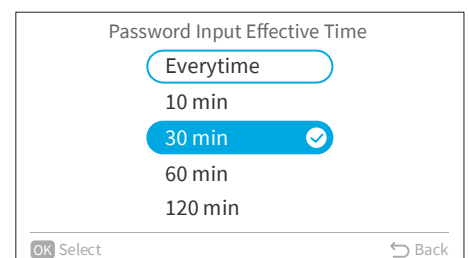 Password Input Effective Time
Everytime
10 min
30 min
60 min
120 min
OK Select Back